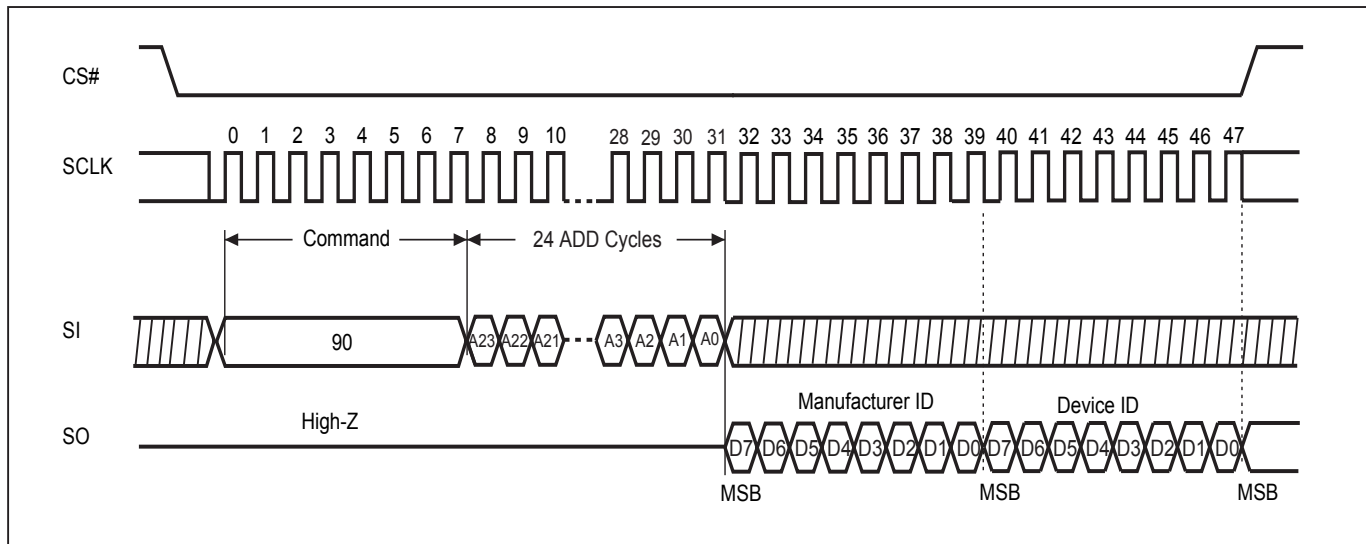 CS#
0 1 2 3 4 5 6 7 8 9 10 28 29 30 31 32 33 34 35 36 37 38 39 40 41 42 43 44 45 46 47
SCLK
Command 24 ADD Cycles
SI 90 A23 A22 A21 A3 A2 A1 A0
Manufacturer ID Device ID
High-Z
SO
D7 D6 D5 D4 D3 D2 D1 D0 D7 D6 D5 D4 D3 D2 D1 D0
MSB MSB MSB